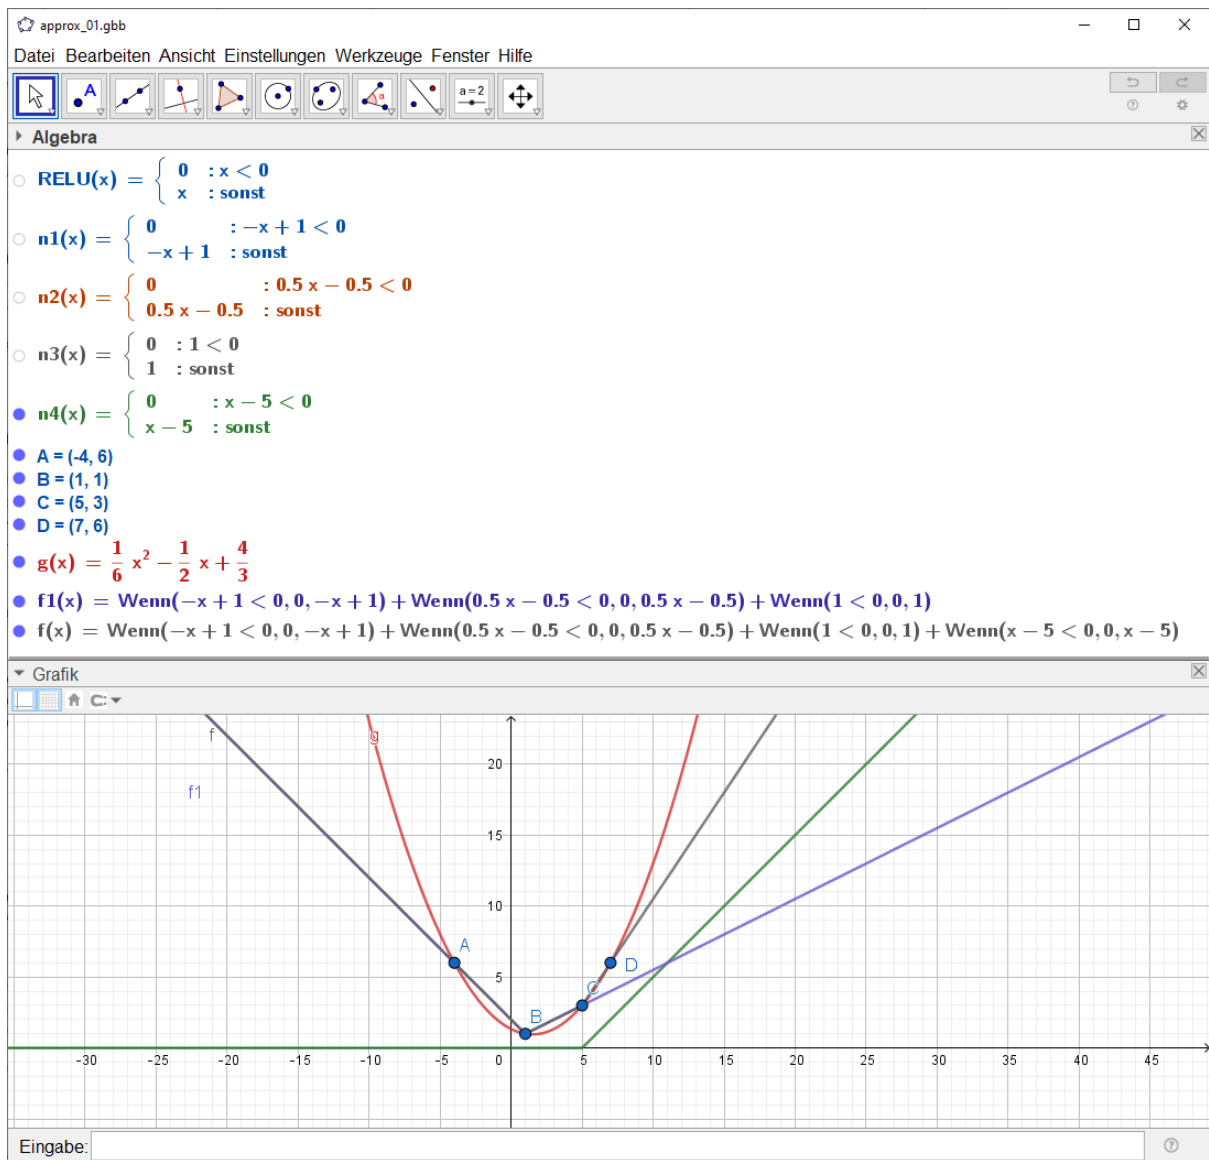 approx_01.gbb
Datei Bearbeiten Ansicht Einstellungen Werkzeuge Fenster Hilfe
A a = 2
Algebra
RELU(x) = { 0 : x < 0
x : sonst
n1(x) = { 0 : −x + 1 < 0
−x + 1 : sonst
n2(x) = { 0 : 0.5 x − 0.5 < 0
0.5 x − 0.5 : sonst
n3(x) = { 0 : 1 < 0
1 : sonst
n4(x) = { 0 : x − 5 < 0
x − 5 : sonst
A = (-4, 6)
B = (1, 1)
C = (5, 3)
D = (7, 6)
g(x) = 1/6 x² − 1/2 x + 4/3
f1(x) = Wenn(−x + 1 < 0, 0, −x + 1) + Wenn(0.5 x − 0.5 < 0, 0, 0.5 x − 0.5) + Wenn(1 < 0, 0, 1)
f(x) = Wenn(−x + 1 < 0, 0, −x + 1) + Wenn(0.5 x − 0.5 < 0, 0, 0.5 x − 0.5) + Wenn(1 < 0, 0, 1) + Wenn(x − 5 < 0, 0, x − 5)
Grafik
f g
20
f1
15
10
A
D
5
C
B
-30 -25 -20 -15 -10 -5 0 5 10 15 20 25 30 35 40 45
Eingabe: